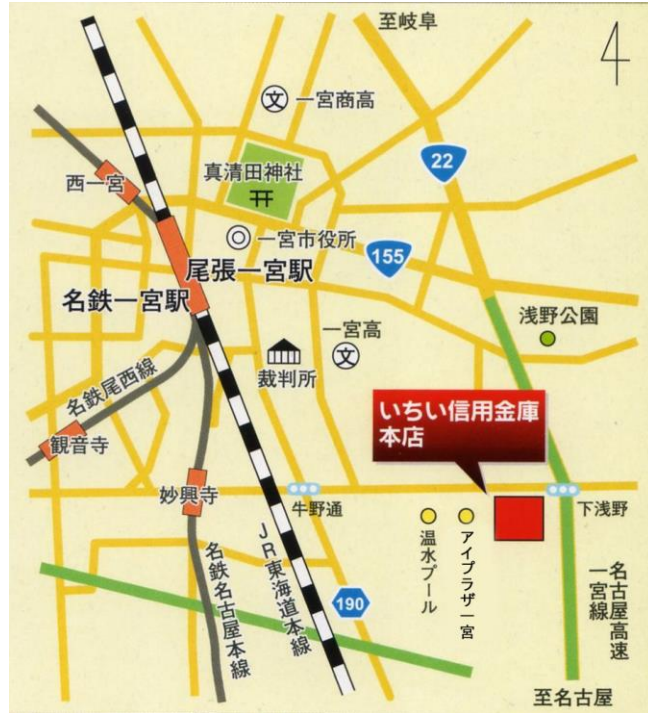 至岐阜
4
一宮商高
文
22
真清田神社
西一宮
一宮市役所
155
尾張一宮駅
名鉄一宮駅
浅野公園
一宮高
文
裁判所
名鉄尾西線
いちい信用金庫
本店
観音寺
妙興寺
牛野通
下浅野
温水プール
アイプラザ一宮
JR東海道本線
名鉄名古屋本線
名古屋高速
一宮線
190
至名古屋